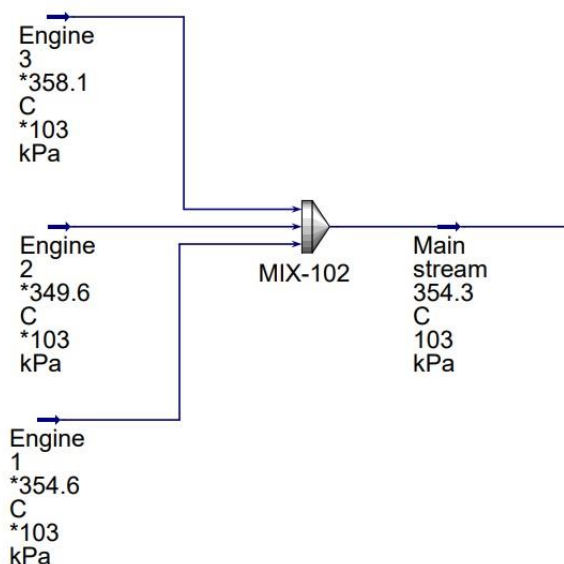 Engine
3
*358.1
C
*103
kPa
Engine
2
*349.6
C
*103
kPa
MIX-102
Main
stream
354.3
C
103
kPa
Engine
1
*354.6
C
*103
kPa